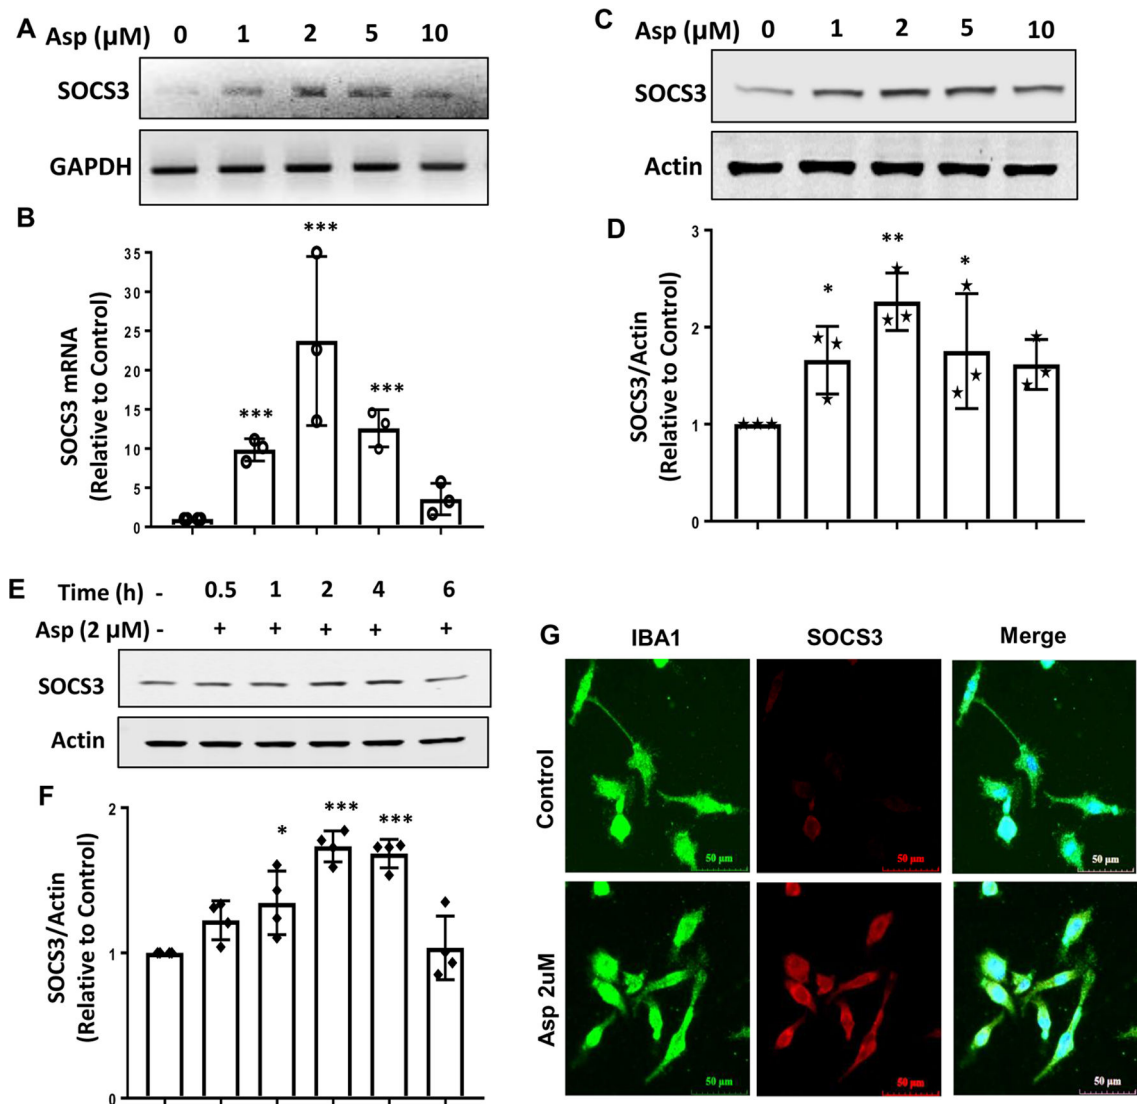 A
Asp (µM) 0 1 2 5 10
SOCS3
GAPDH
B
SOCS3 mRNA
(Relative to Control)
35
30
25
20
15
10
5
0
***
***
***
C
Asp (µM) 0 1 2 5 10
SOCS3
Actin
D
SOCS3/Actin
(Relative to Control)
3
2
1
0
*
**
*
E
Time (h) - 0.5 1 2 4 6
Asp (2 µM) - + + + + +
SOCS3
Actin
F
SOCS3/Actin
(Relative to Control)
2
1
0
*
***
***
G
IBA1 SOCS3 Merge
Control
50 µm 50 µm 50 µm
Asp 2uM
50 µm 50 µm 50 µm